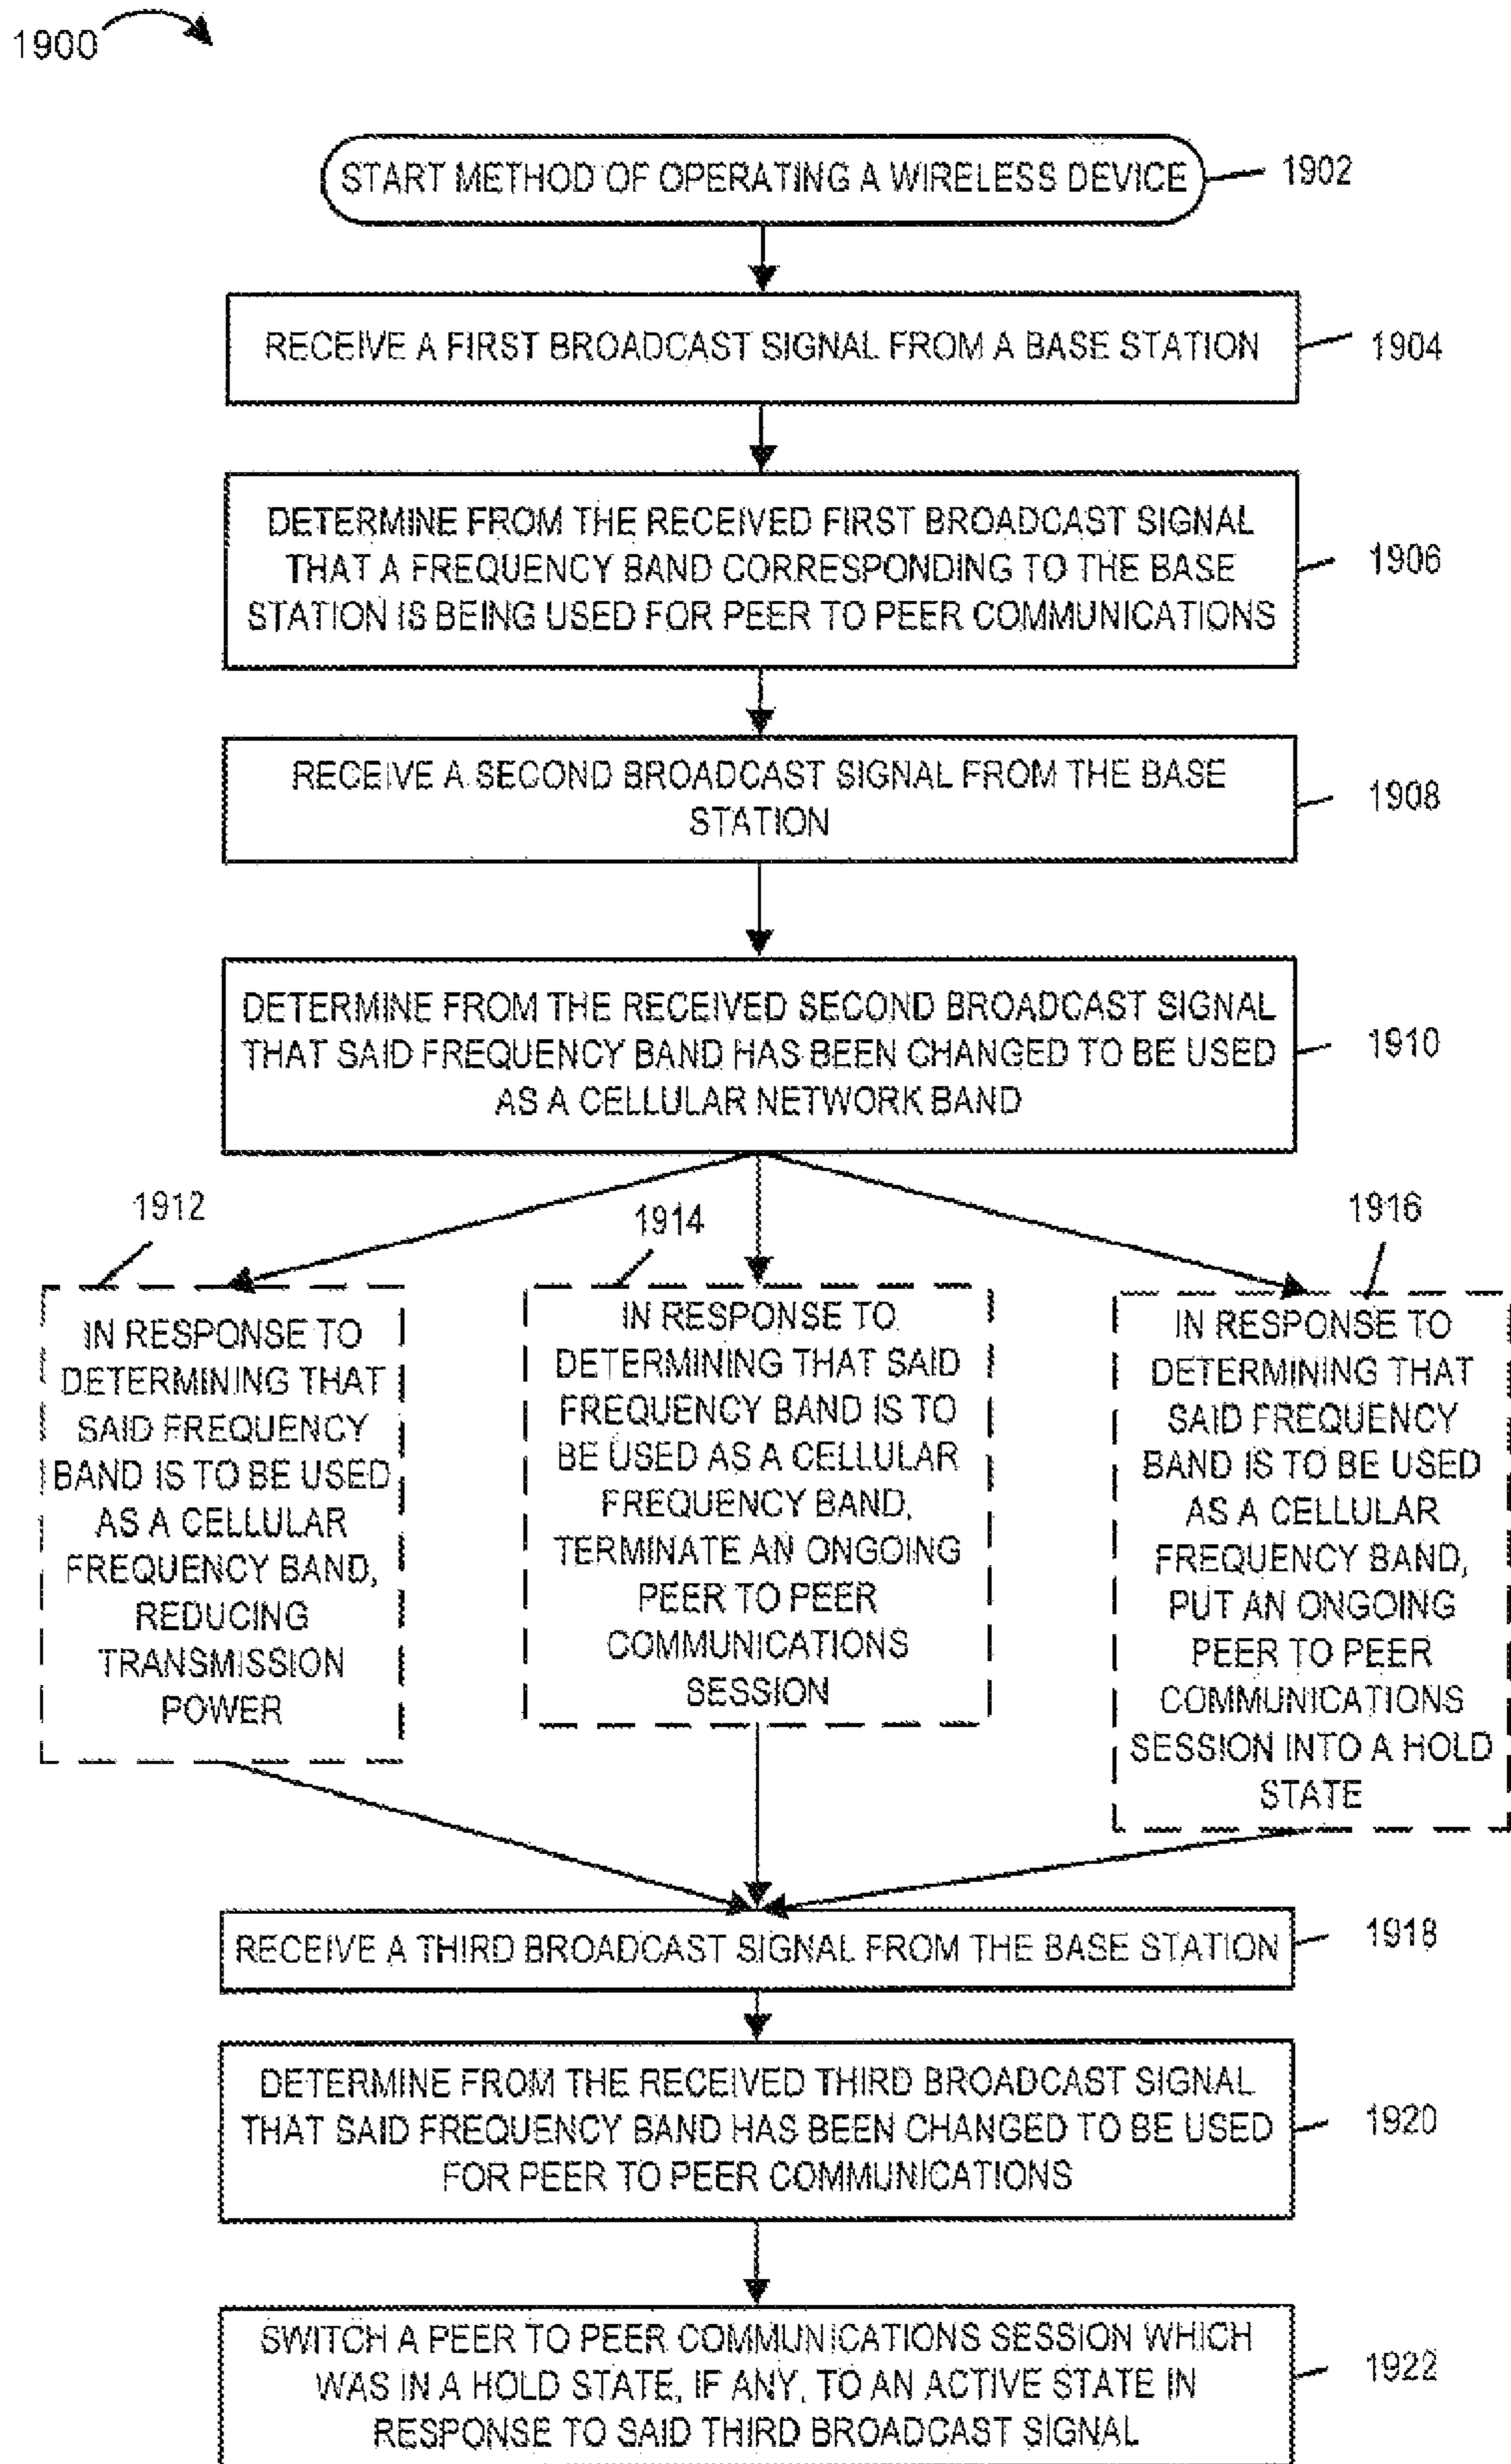 1900
START METHOD OF OPERATING A WIRELESS DEVICE
1902
RECEIVE A FIRST BROADCAST SIGNAL FROM A BASE STATION
1904
DETERMINE FROM THE RECEIVED FIRST BROADCAST SIGNAL
THAT A FREQUENCY BAND CORRESPONDING TO THE BASE
STATION IS BEING USED FOR PEER TO PEER COMMUNICATIONS
1906
RECEIVE A SECOND BROADCAST SIGNAL FROM THE BASE
STATION
1908
DETERMINE FROM THE RECEIVED SECOND BROADCAST SIGNAL
THAT SAID FREQUENCY BAND HAS BEEN CHANGED TO BE USED
AS A CELLULAR NETWORK BAND
1910
1912
IN RESPONSE TO
DETERMINING THAT
SAID FREQUENCY
BAND IS TO BE USED
AS A CELLULAR
FREQUENCY BAND,
REDUCING
TRANSMISSION
POWER
1914
IN RESPONSE TO
DETERMINING THAT SAID
FREQUENCY BAND IS TO
BE USED AS A CELLULAR
FREQUENCY BAND,
TERMINATE AN ONGOING
PEER TO PEER
COMMUNICATIONS
SESSION
1916
IN RESPONSE TO
DETERMINING THAT
SAID FREQUENCY
BAND IS TO BE USED
AS A CELLULAR
FREQUENCY BAND,
PUT AN ONGOING
PEER TO PEER
COMMUNICATIONS
SESSION INTO A HOLD
STATE
RECEIVE A THIRD BROADCAST SIGNAL FROM THE BASE STATION
1918
DETERMINE FROM THE RECEIVED THIRD BROADCAST SIGNAL
THAT SAID FREQUENCY BAND HAS BEEN CHANGED TO BE USED
FOR PEER TO PEER COMMUNICATIONS
1920
SWITCH A PEER TO PEER COMMUNICATIONS SESSION WHICH
WAS IN A HOLD STATE, IF ANY, TO AN ACTIVE STATE IN
RESPONSE TO SAID THIRD BROADCAST SIGNAL
1922